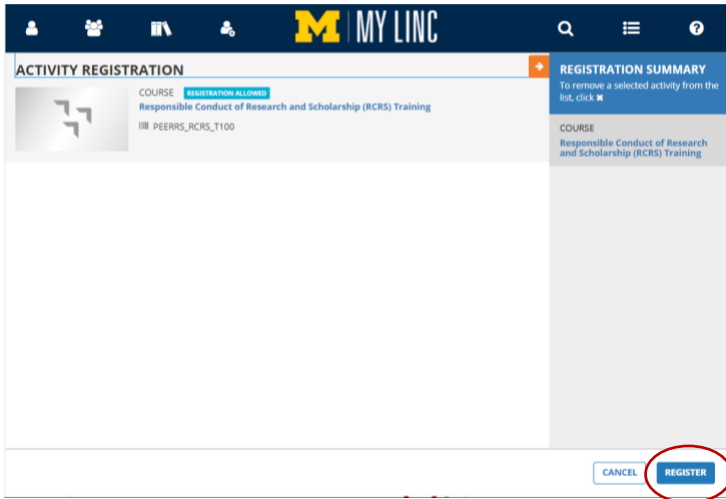 M | MY LINC
ACTIVITY REGISTRATION
COURSE REGISTRATION ALLOWED
Responsible Conduct of Research and Scholarship (RCRS) Training
PEERRS_RCRS_T100
REGISTRATION SUMMARY
To remove a selected activity from the
list, click ✖
COURSE
Responsible Conduct of Research
and Scholarship (RCRS) Training
CANCEL
REGISTER